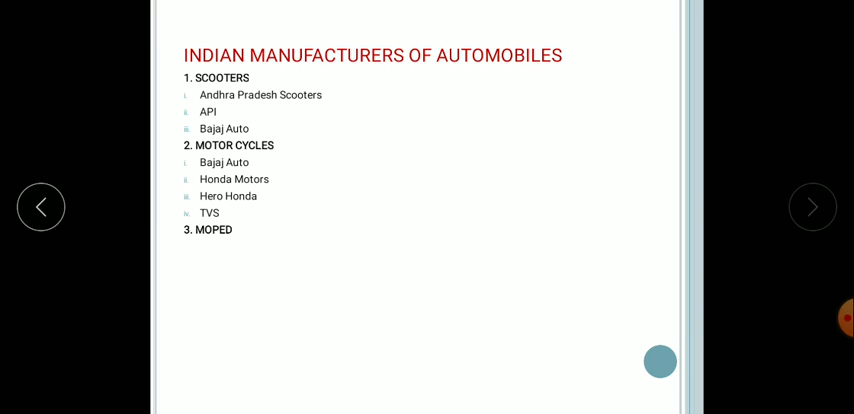 INDIAN MANUFACTURERS OF AUTOMOBILES
1. SCOOTERS
i. Andhra Pradesh Scooters
ii. API
iii. Bajaj Auto
2. MOTOR CYCLES
i. Bajaj Auto
ii. Honda Motors
iii. Hero Honda
iv. TVS
3. MOPED